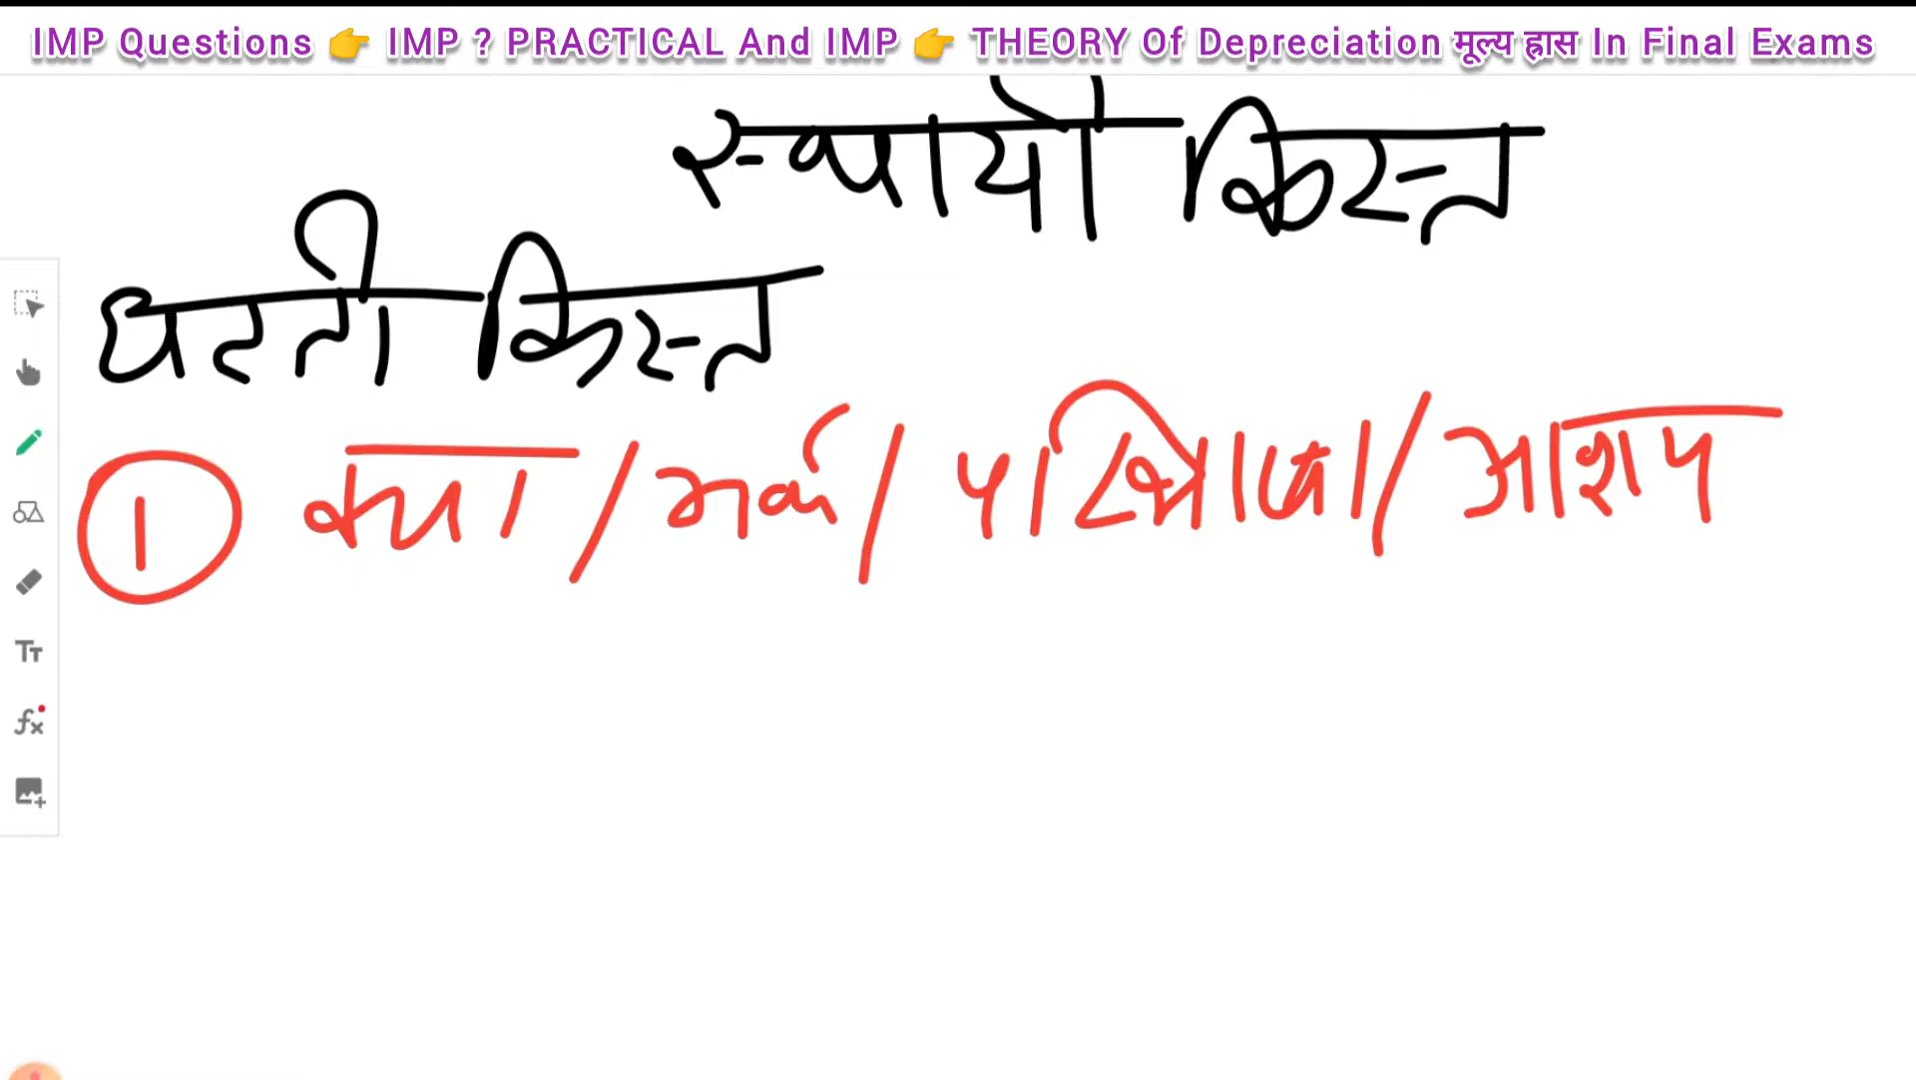 IMP Questions 👉 IMP ? PRACTICAL And IMP 👉 THEORY Of Depreciation मूल्य ह्रास In Final Exams
स्थायी किस्त
घटती किस्त
① क्या / अर्थ / परिभाषा / आशय